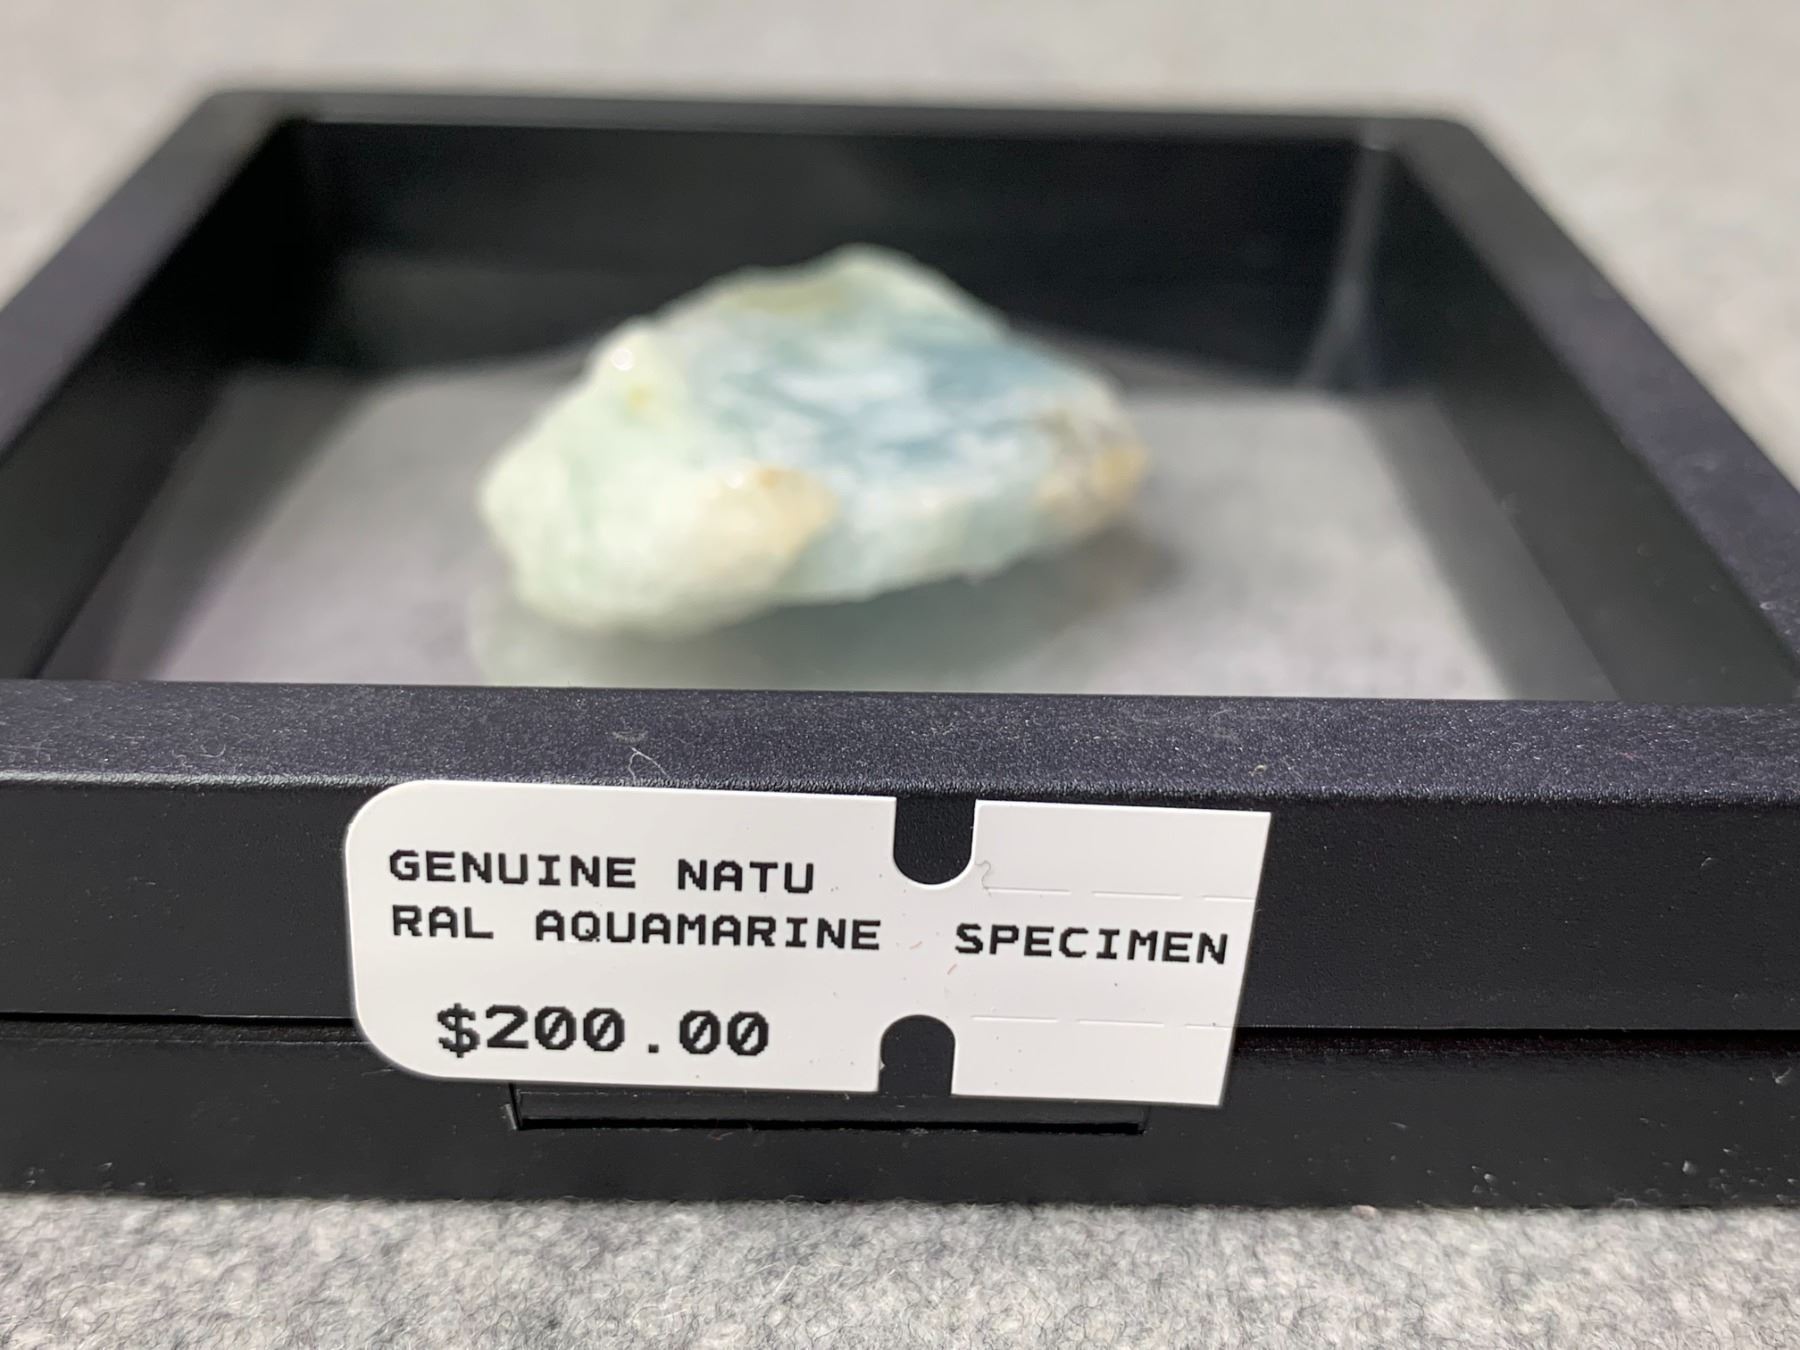 GENUINE NATU
RAL AQUAMARINE SPECIMEN
$200.00